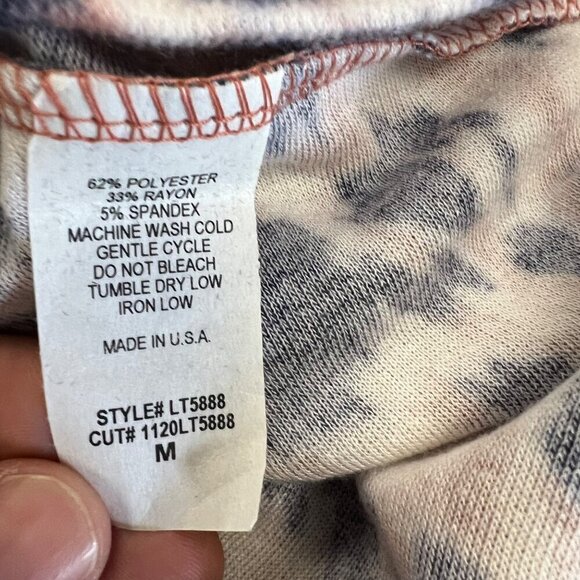 62% POLYESTER
33% RAYON
5% SPANDEX
MACHINE WASH COLD
GENTLE CYCLE
DO NOT BLEACH
TUMBLE DRY LOW
IRON LOW
MADE IN U.S.A.
STYLE# LT5888
CUT# 1120LT5888
M